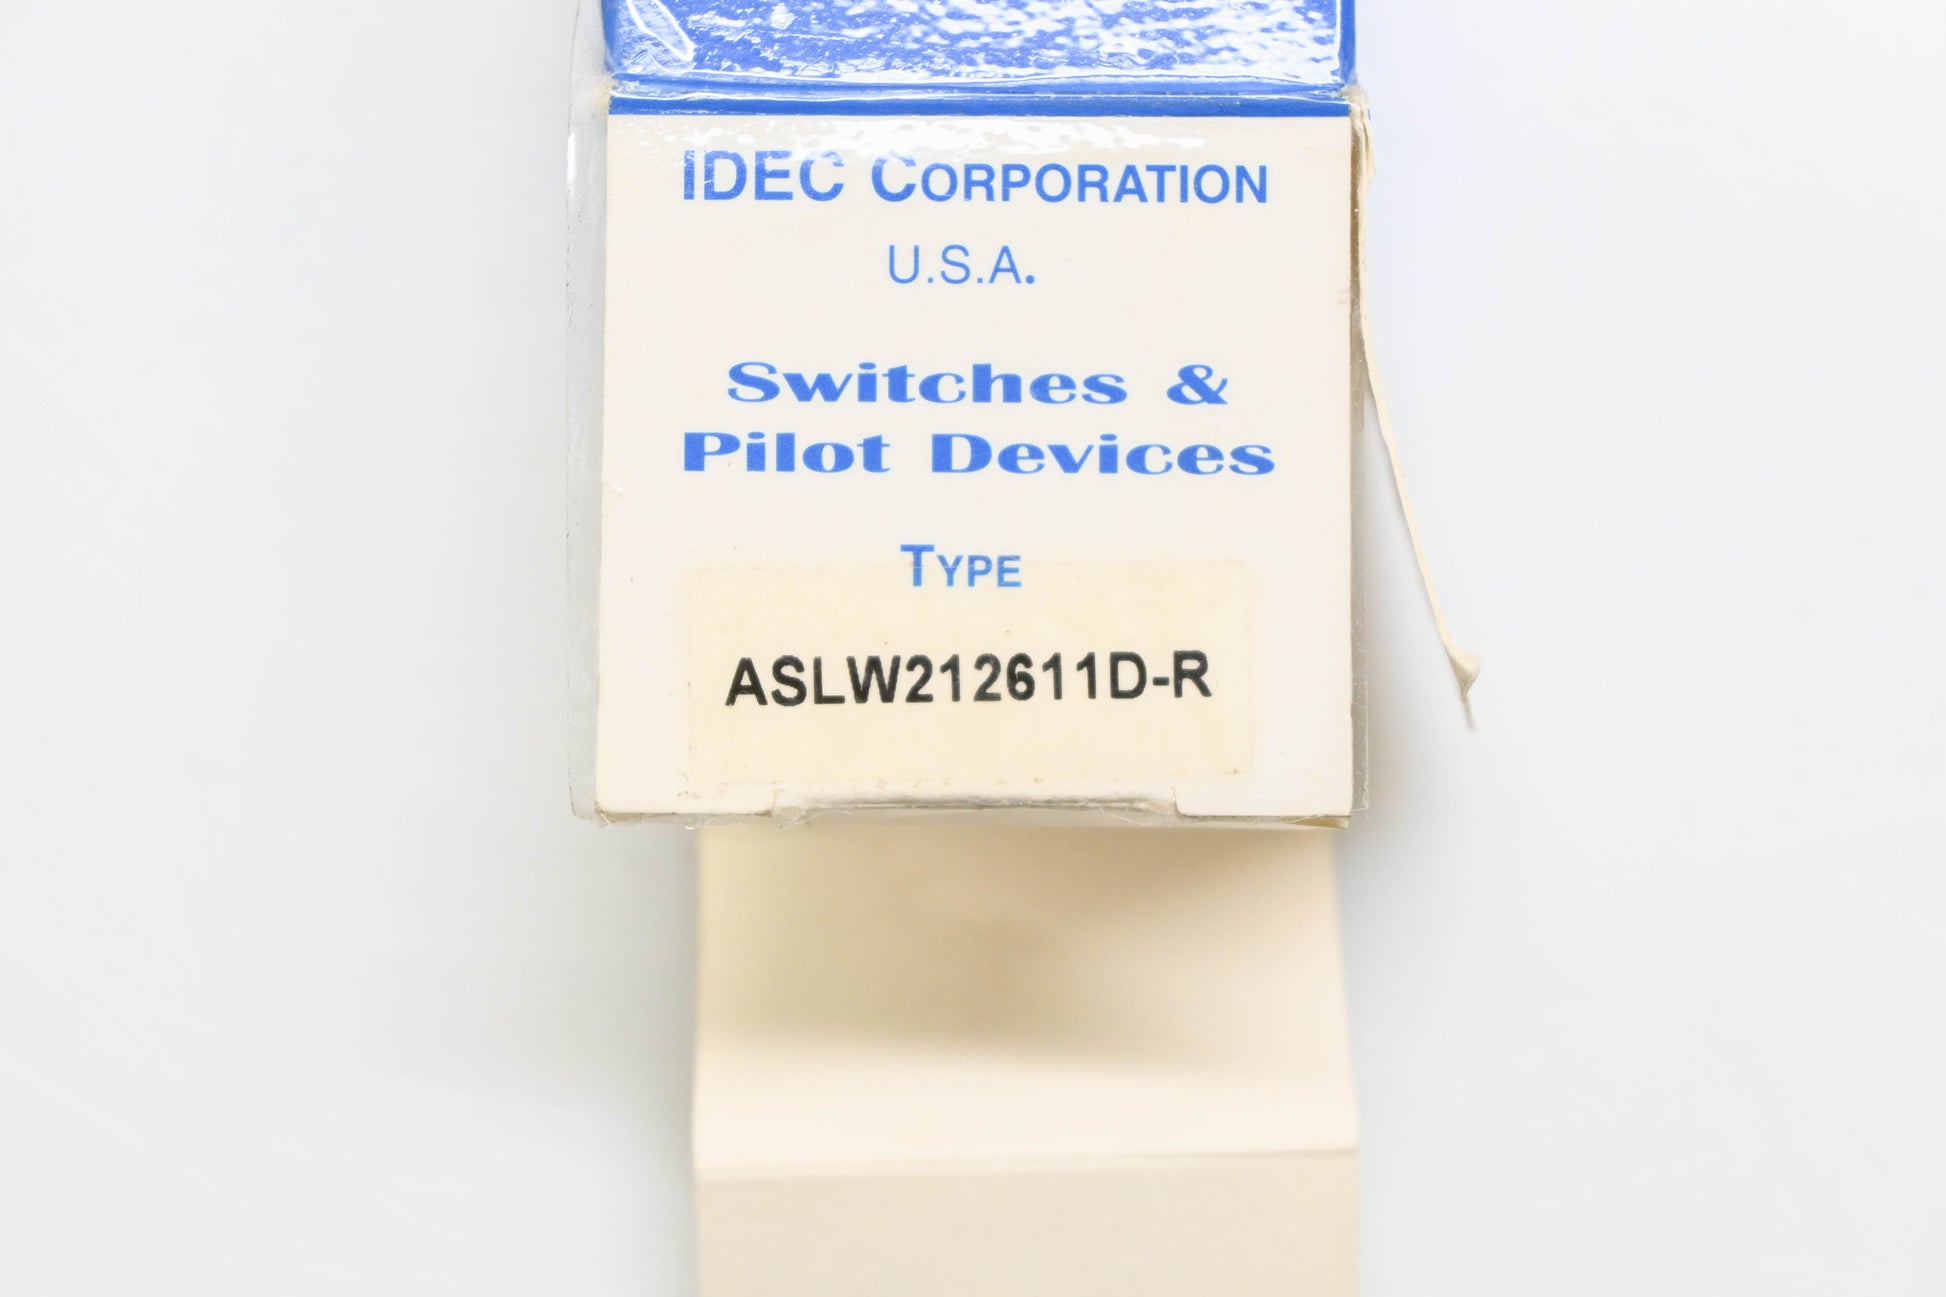 IDEC CORPORATION
U.S.A.
Switches &
Pilot Devices
TYPE
ASLW212611D-R